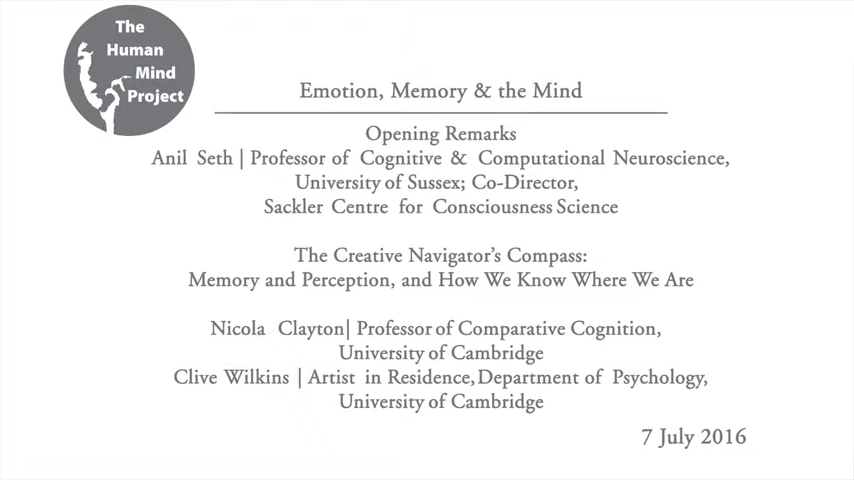 The
Human
Mind
Project
Emotion, Memory & the Mind
Opening Remarks
Anil Seth | Professor of Cognitive & Computational Neuroscience,
University of Sussex; Co-Director,
Sackler Centre for Consciousness Science
The Creative Navigator's Compass:
Memory and Perception, and How We Know Where We Are
Nicola Clayton| Professor of Comparative Cognition,
University of Cambridge
Clive Wilkins | Artist in Residence, Department of Psychology,
University of Cambridge
7 July 2016